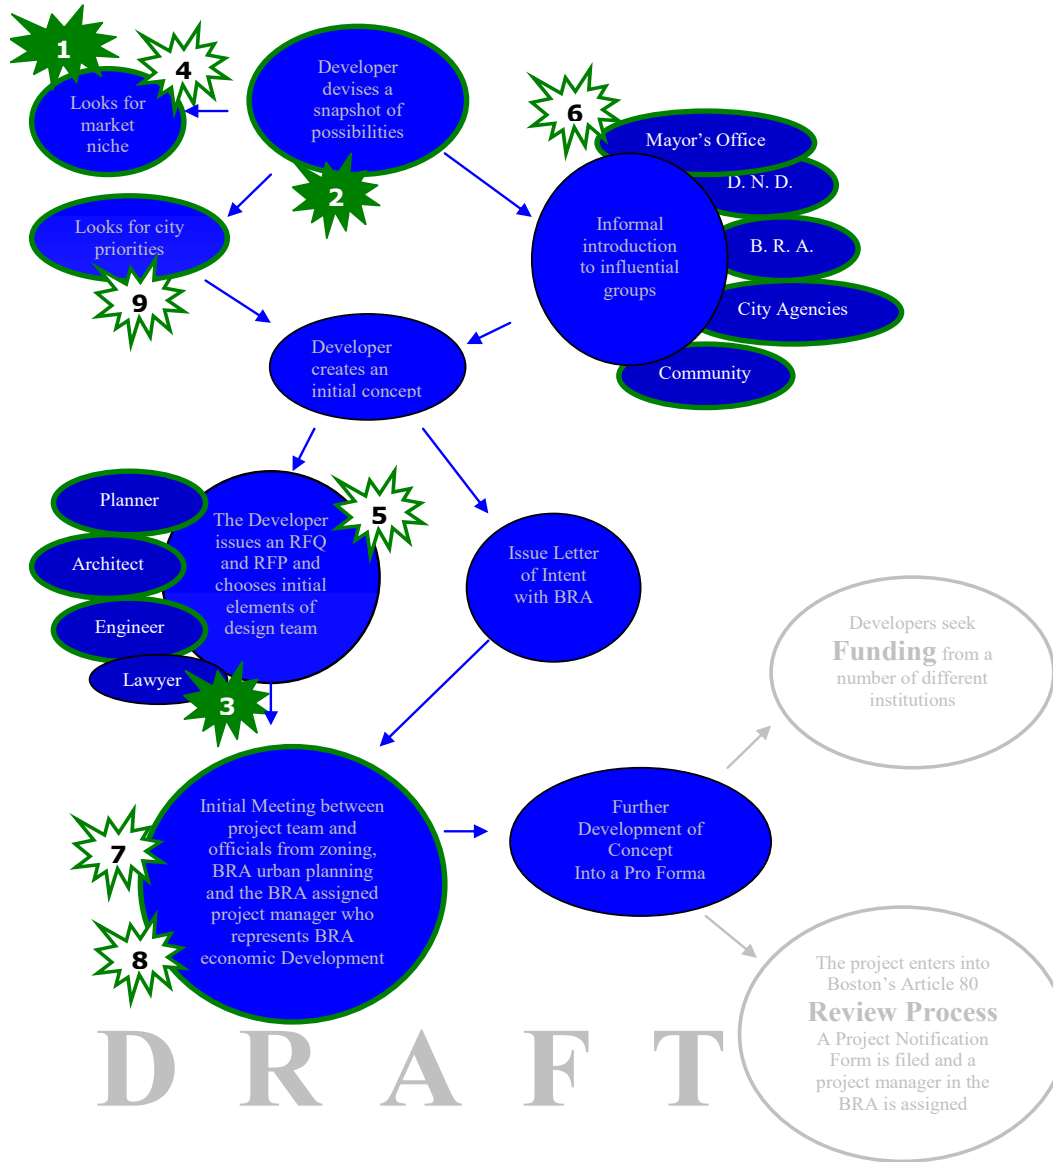 1
4
Looks for
market
niche
Developer
devises a
snapshot of
possibilities
2
6
Mayor's Office
D. N. D.
B. R. A.
City Agencies
Community
Informal
introduction
to influential
groups
Looks for city
priorities
9
Developer
creates an
initial concept
Planner
Architect
Engineer
Lawyer
The Developer
issues an RFQ
and RFP and
chooses initial
elements of
design team
5
3
Issue Letter
of Intent
with BRA
Developers seek
Funding from a
number of different
institutions
7
8
Initial Meeting between
project team and
officials from zoning,
BRA urban planning
and the BRA assigned
project manager who
represents BRA
economic Development
Further
Development of
Concept
Into a Pro Forma
The project enters into
Boston's Article 80
Review Process
A Project Notification
Form is filed and a
project manager in the
BRA is assigned
D R A F T